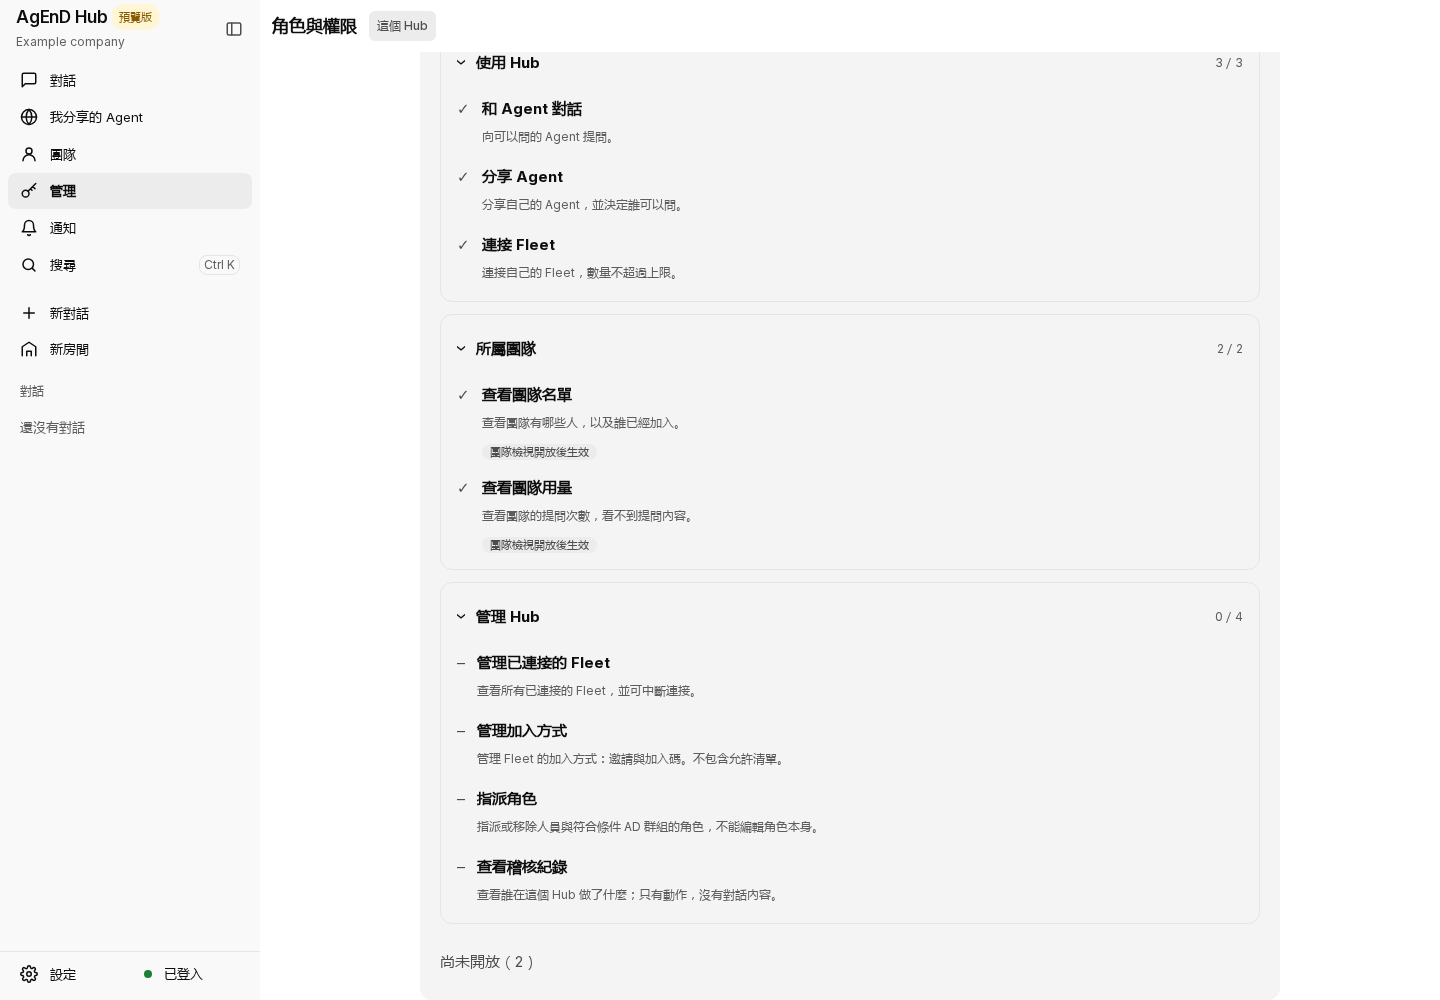 AgEnD Hub 預覽版
Example company
對話
我分享的 Agent
團隊
管理
通知
搜尋 Ctrl K
新對話
新房間
對話
還沒有對話
設定
已登入
角色與權限 這個 Hub
使用 Hub 3 / 3
✓ 和 Agent 對話
向可以問的 Agent 提問。
✓ 分享 Agent
分享自己的 Agent，並決定誰可以問。
✓ 連接 Fleet
連接自己的 Fleet，數量不超過上限。
所屬團隊 2 / 2
✓ 查看團隊名單
查看團隊有哪些人，以及誰已經加入。
團隊檢視開放後生效
✓ 查看團隊用量
查看團隊的提問次數，看不到提問內容。
團隊檢視開放後生效
管理 Hub 0 / 4
– 管理已連接的 Fleet
查看所有已連接的 Fleet，並可中斷連接。
– 管理加入方式
管理 Fleet 的加入方式：邀請與加入碼。不包含允許清單。
– 指派角色
指派或移除人員與符合條件 AD 群組的角色，不能編輯角色本身。
– 查看稽核紀錄
查看誰在這個 Hub 做了什麼；只有動作，沒有對話內容。
尚未開放（2）